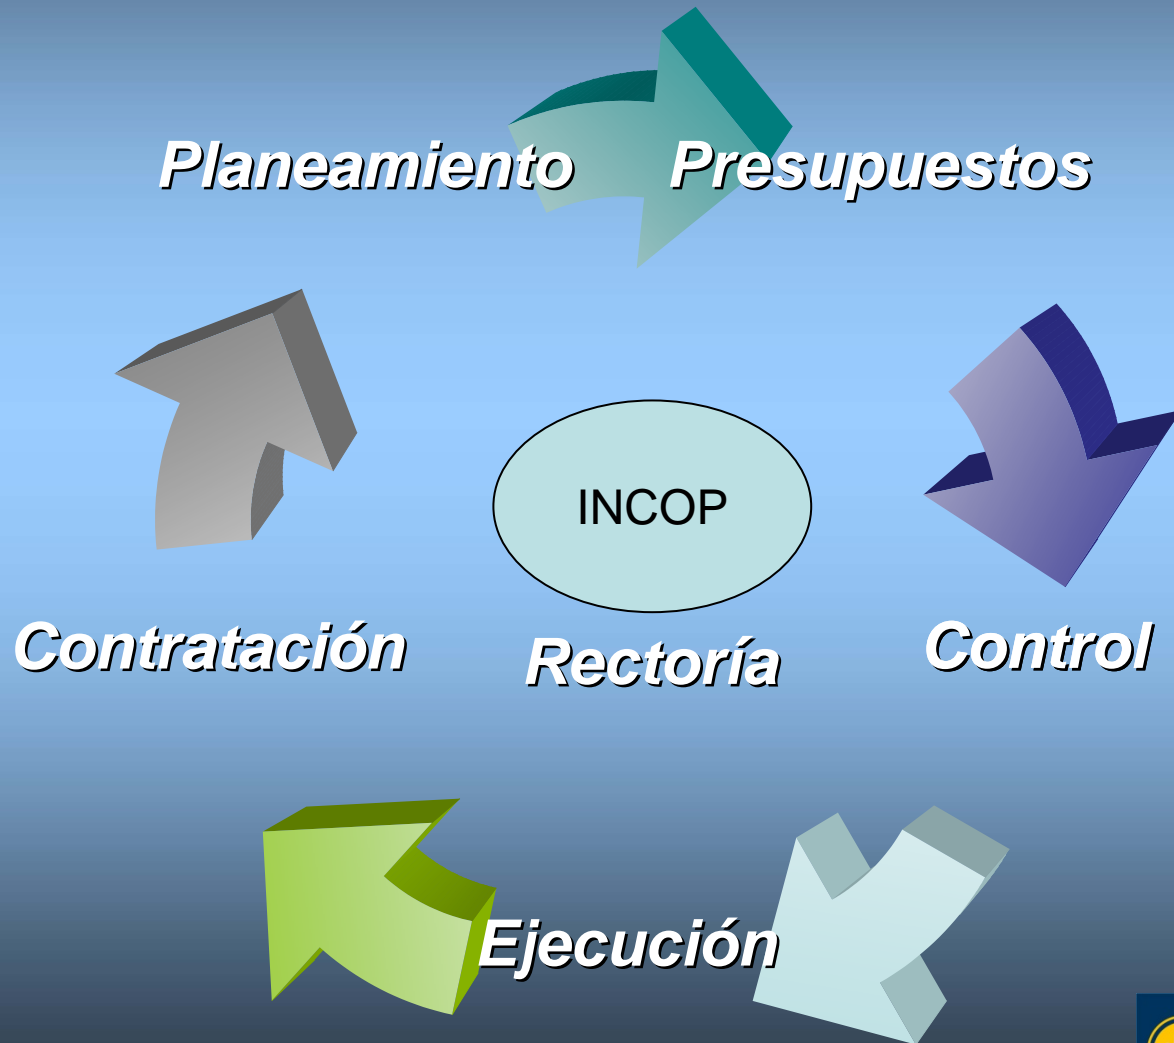 Planeamiento
Presupuestos
INCOP
Contratación
Rectoría
Control
Ejecución